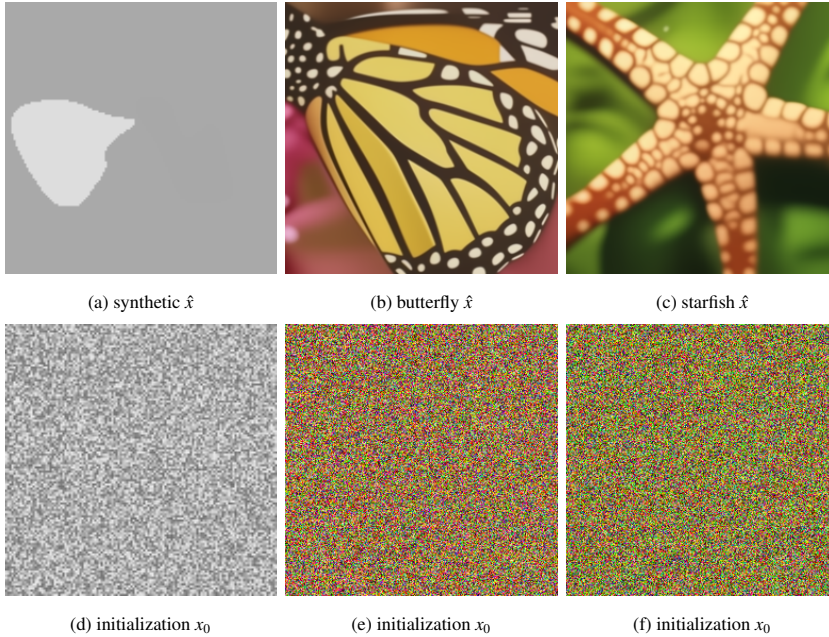 (a) synthetic x̂
(b) butterfly x̂
(c) starfish x̂
(d) initialization x₀
(e) initialization x₀
(f) initialization x₀